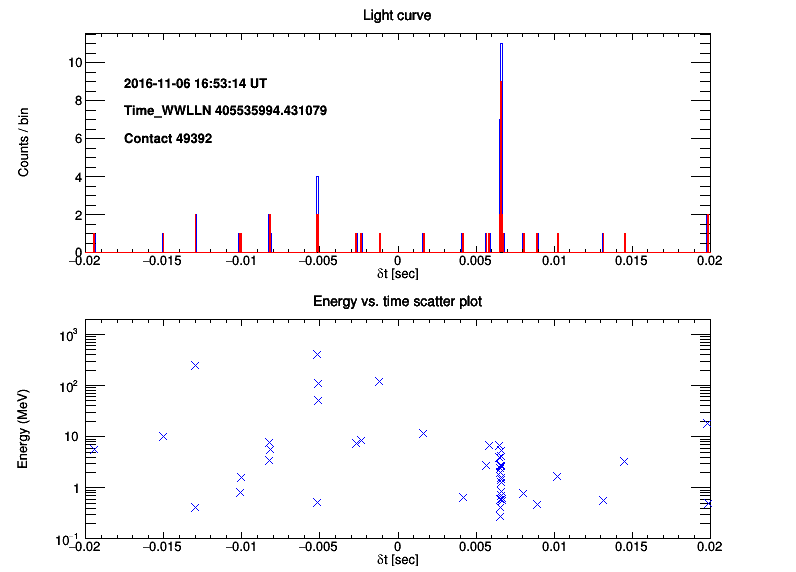 Light curve
Counts / bin
10
8
6
4
2
0
2016-11-06 16:53:14 UT
Time_WWLLN 405535994.431079
Contact 49392
−0.02 −0.015 −0.01 −0.005 0 0.005 0.01 0.015 0.02
δt [sec]
Energy vs. time scatter plot
Energy (MeV)
10³
10²
10
1
10⁻¹
−0.02 −0.015 −0.01 −0.005 0 0.005 0.01 0.015 0.02
δt [sec]